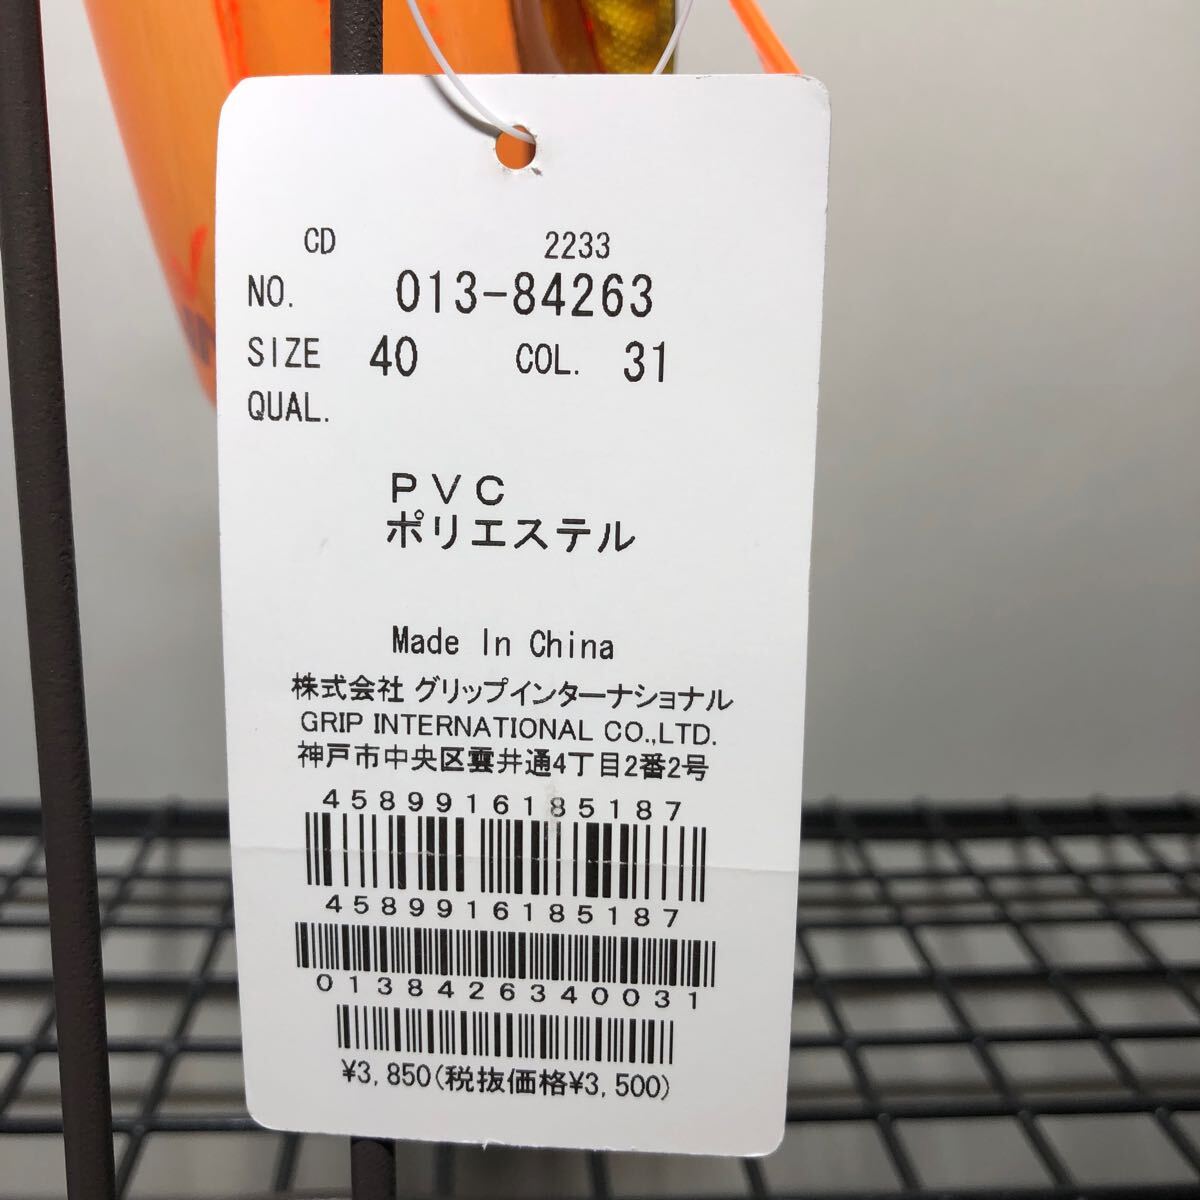 CD 2233
NO. 013-84263
SIZE 40 COL. 31
QUAL.
PVC
ポリエステル
Made In China
株式会社 グリップインターナショナル
GRIP INTERNATIONAL CO.,LTD.
神戸市中央区雲井通4丁目2番2号
4589916185187
4589916185187
0138426340031
¥3,850(税抜価格¥3,500)